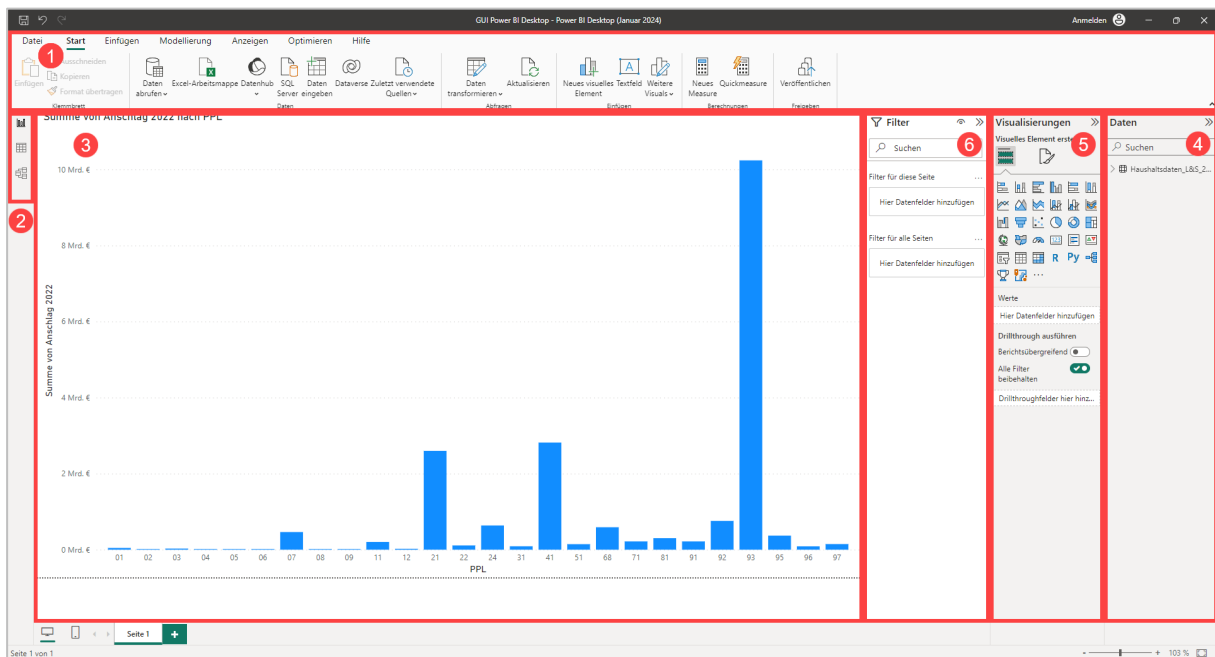 GUI Power BI Desktop - Power BI Desktop (Januar 2024)
Anmelden
Datei Start Einfügen Modellierung Anzeigen Optimieren Hilfe
1
Einfügen
Kopieren
Format übertragen
Klemmbrett
Daten abrufen
Excel-Arbeitsmappe
Datenhub
SQL Server
Daten eingeben
Dataverse
Zuletzt verwendete Quellen
Daten
Daten transformieren
Aktualisieren
Abfragen
Neues visuelles Element
Textfeld
Weitere Visuals
Einfügen
Neues Measure
Quickmeasure
Berechnungen
Veröffentlichen
Freigeben
2
Summe von Anschlag 2022 nach PPL
3
Summe von Anschlag 2022
10 Mrd. €
8 Mrd. €
6 Mrd. €
4 Mrd. €
2 Mrd. €
0 Mrd. €
01 02 03 04 05 06 07 08 09 11 12 21 22 24 31 41 51 68 71 81 91 92 93 95 96 97
PPL
Filter
6
Suchen
Filter für diese Seite ...
Hier Datenfelder hinzufügen
Filter für alle Seiten ...
Hier Datenfelder hinzufügen
Visualisierungen
Visuelles Element
5
R Py
...
Werte
Hier Datenfelder hinzufügen
Drillthrough ausführen
Berichtsübergreifend
Alle Filter
beibehalten
Drillthroughfelder hier hinz...
Daten
4
Suchen
Haushaltsdaten_L&S_2...
Seite 1 +
Seite 1 von 1
- + 103 %